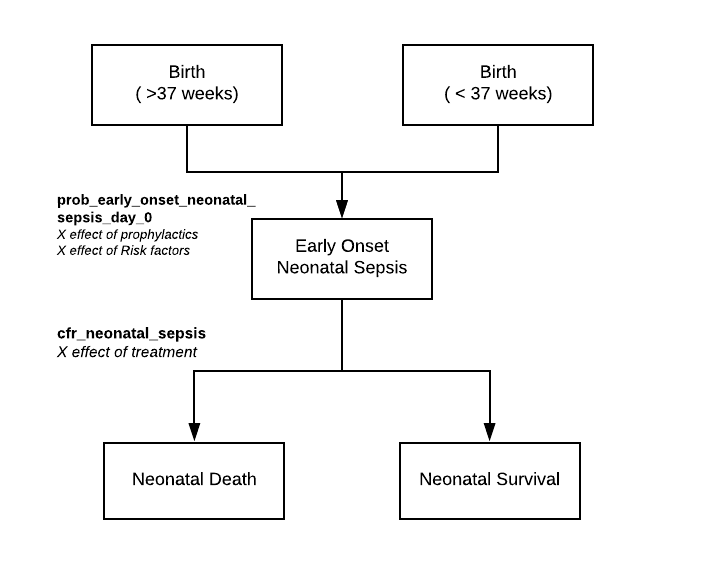 Birth
( >37 weeks)
Birth
( < 37 weeks)
prob_early_onset_neonatal_
sepsis_day_0
X effect of prophylactics
X effect of Risk factors
Early Onset
Neonatal Sepsis
cfr_neonatal_sepsis
X effect of treatment
Neonatal Death
Neonatal Survival